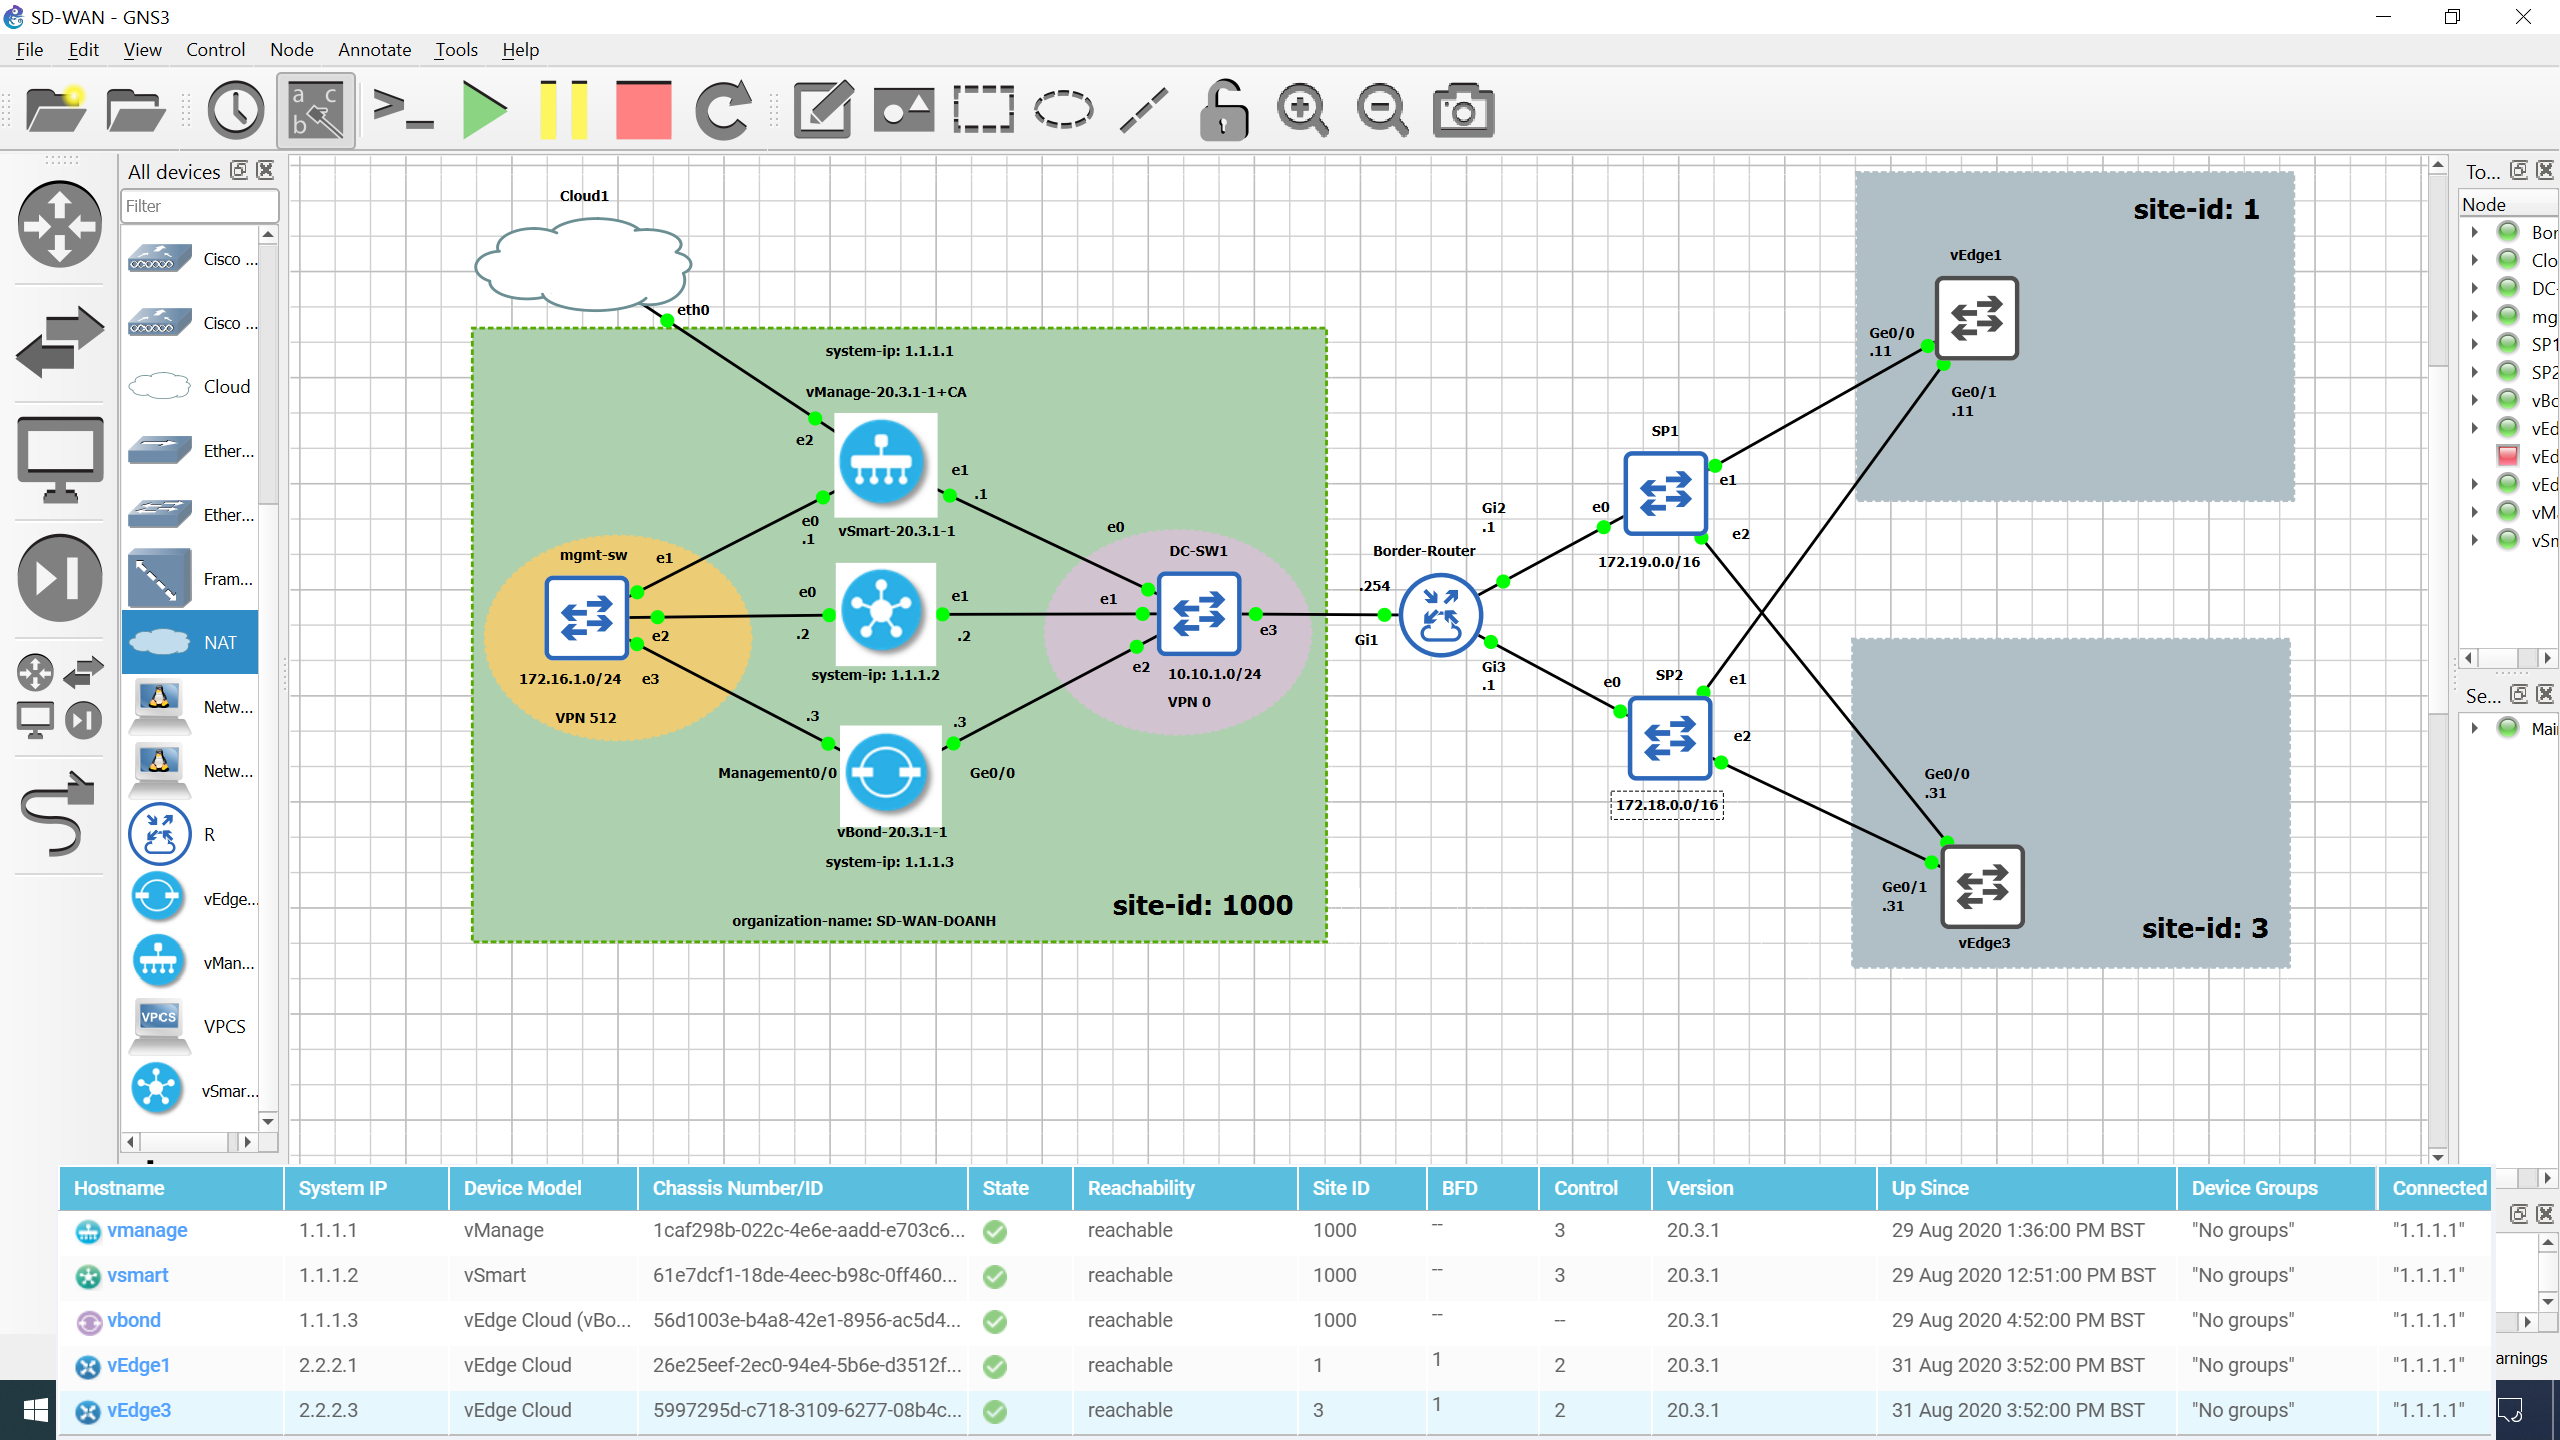 SD-WAN - GNS3
File Edit View Control Node Annotate Tools Help
All devices
Filter
Cisco ...
Cisco ...
Cloud
Ether...
Ether...
Fram...
NAT
Netw...
Netw...
R
vEdge...
vMan...
VPCS
VPCS
vSmar...
Cloud1
eth0
system-ip: 1.1.1.1
vManage-20.3.1-1+CA
e2
e1
.1
e0
.1
vSmart-20.3.1-1
mgmt-sw
e1
e2
172.16.1.0/24 e3
VPN 512
e0
.2
e1
.2
system-ip: 1.1.1.2
.3
.3
Management0/0
Ge0/0
vBond-20.3.1-1
system-ip: 1.1.1.3
organization-name: SD-WAN-DOANH
site-id: 1000
e0
DC-SW1
e1
e3
e2
10.10.1.0/24
VPN 0
Border-Router
.254
Gi1
Gi2
.1
Gi3
.1
SP1
e0
e1
e2
172.19.0.0/16
SP2
e0
e1
e2
172.18.0.0/16
site-id: 1
vEdge1
Ge0/0
.11
Ge0/1
.11
Ge0/0
.31
Ge0/1
.31
vEdge3
site-id: 3
To...
Node
Bor
Clo
DC-
mg
SP1
SP2
vBo
vEd
vEd
vEd
vMa
vSm
Se...
Mai
arnings
Hostname System IP Device Model Chassis Number/ID State Reachability Site ID BFD Control Version Up Since Device Groups Connected
vmanage 1.1.1.1 vManage 1caf298b-022c-4e6e-aadd-e703c6... reachable 1000 -- 3 20.3.1 29 Aug 2020 1:36:00 PM BST "No groups" "1.1.1.1"
vsmart 1.1.1.2 vSmart 61e7dcf1-18de-4eec-b98c-0ff460... reachable 1000 -- 3 20.3.1 29 Aug 2020 12:51:00 PM BST "No groups" "1.1.1.1"
vbond 1.1.1.3 vEdge Cloud (vBo... 56d1003e-b4a8-42e1-8956-ac5d4... reachable 1000 -- -- 20.3.1 29 Aug 2020 4:52:00 PM BST "No groups" "1.1.1.1"
vEdge1 2.2.2.1 vEdge Cloud 26e25eef-2ec0-94e4-5b6e-d3512f... reachable 1 1 2 20.3.1 31 Aug 2020 3:52:00 PM BST "No groups" "1.1.1.1"
vEdge3 2.2.2.3 vEdge Cloud 5997295d-c718-3109-6277-08b4c... reachable 3 1 2 20.3.1 31 Aug 2020 3:52:00 PM BST "No groups" "1.1.1.1"